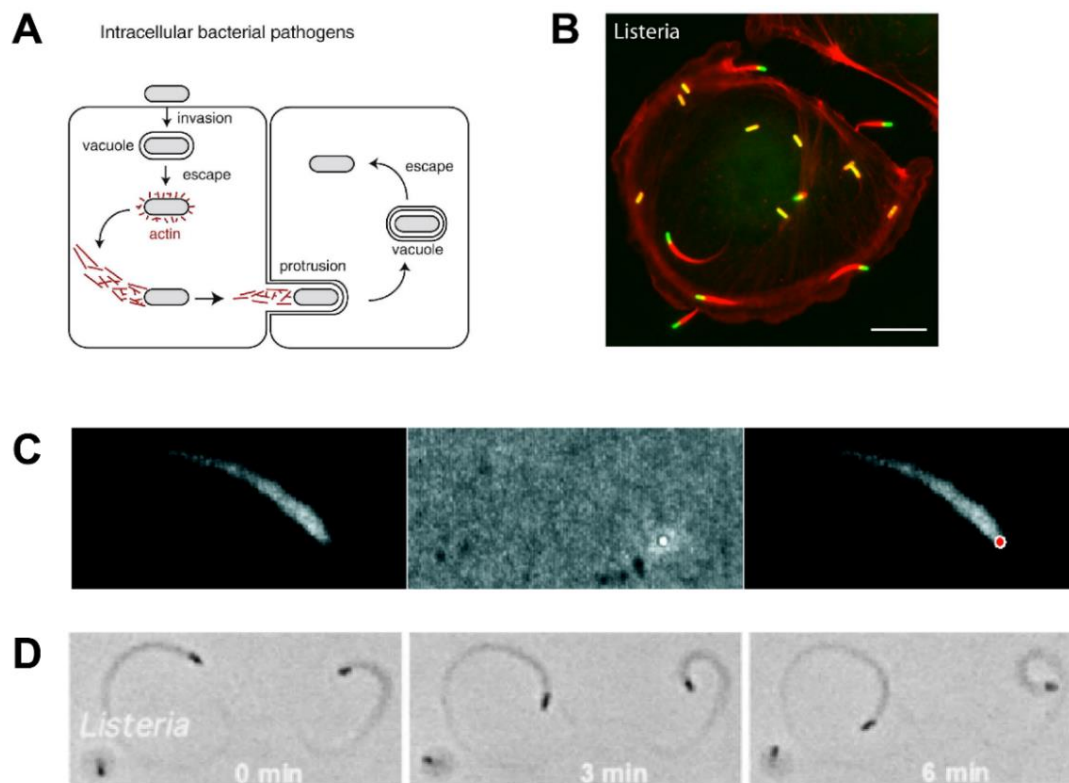 A
Intracellular bacterial pathogens
invasion
vacuole
escape
actin
protrusion
escape
vacuole
B
Listeria
C
D
Listeria
0 min
3 min
6 min